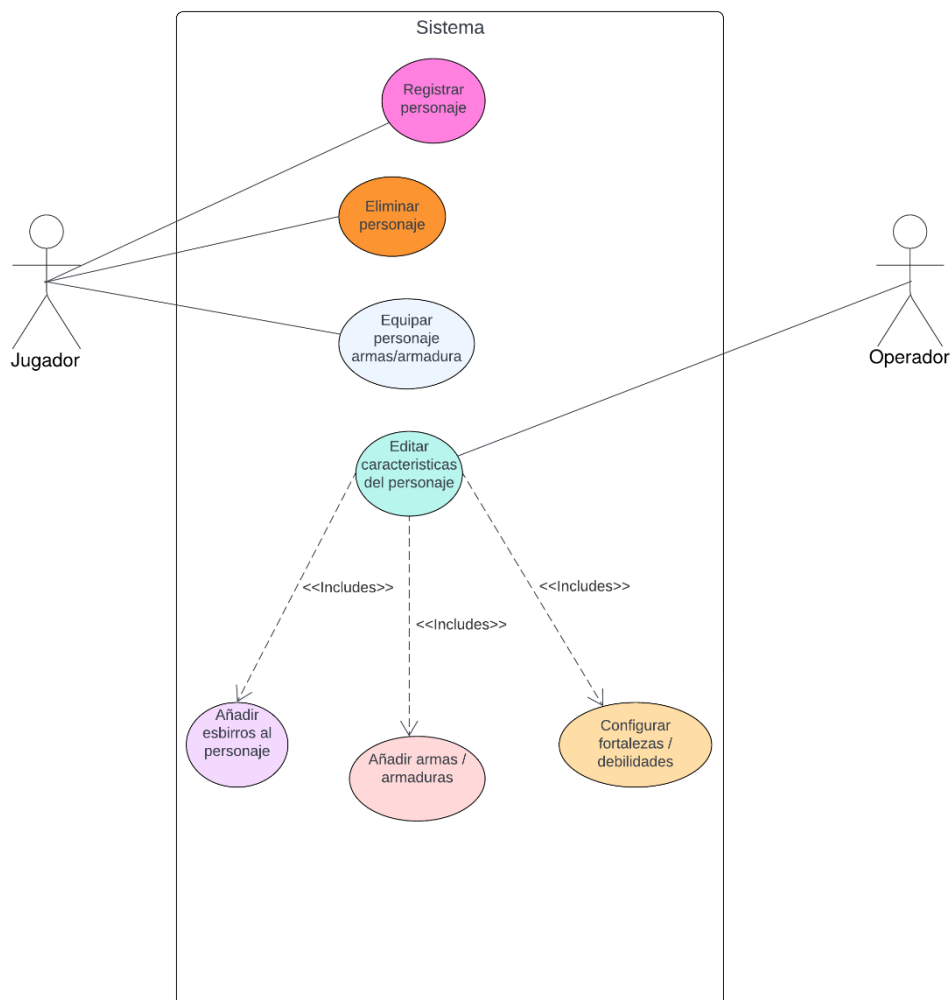 Sistema
Registrar
personaje
Eliminar
personaje
Equipar
personaje
armas/armadura
Jugador
Operador
Editar
caracteristicas
del personaje
<<Includes>>
<<Includes>>
<<Includes>>
Añadir
esbirros al
personaje
Añadir armas /
armaduras
Configurar
fortalezas /
debilidades